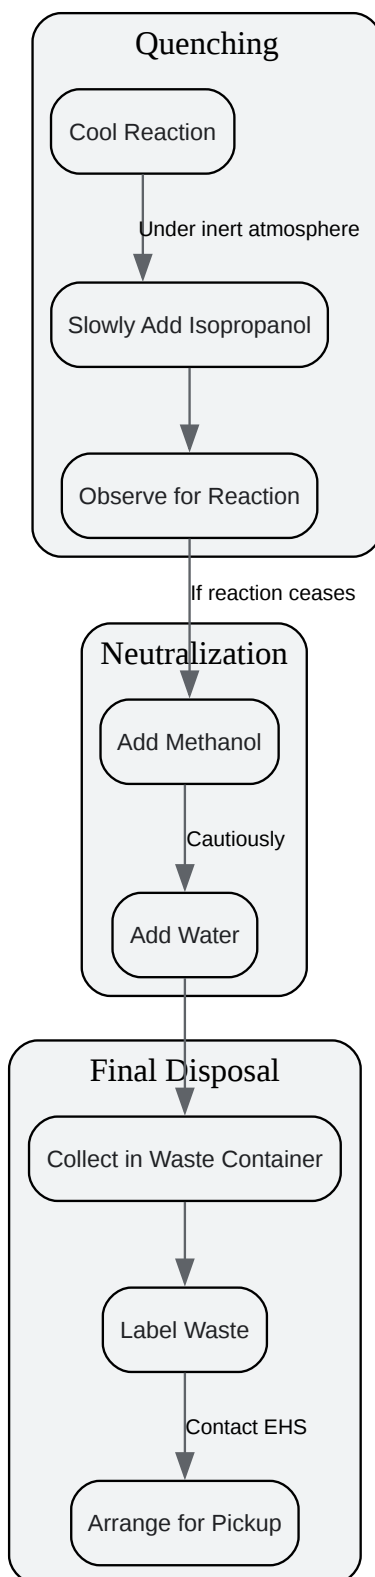 Quenching
Cool Reaction
Under inert atmosphere
Slowly Add Isopropanol
Observe for Reaction
If reaction ceases
Neutralization
Add Methanol
Cautiously
Add Water
Final Disposal
Collect in Waste Container
Label Waste
Contact EHS
Arrange for Pickup